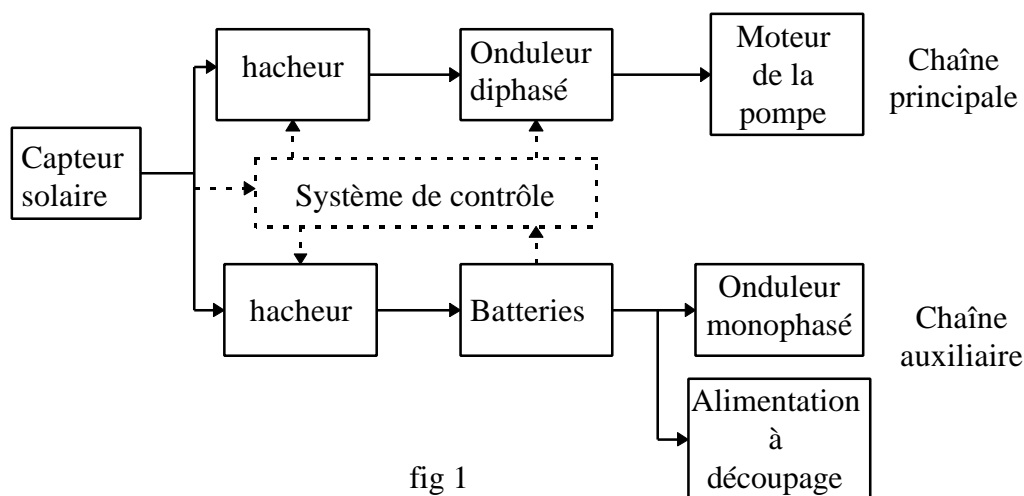 hacheur
Onduleur
diphasé
Moteur
de la
pompe
Chaîne
principale
Capteur
solaire
Système de contrôle
hacheur
Batteries
Onduleur
monophasé
Chaîne
auxiliaire
Alimentation
à
découpage
fig 1